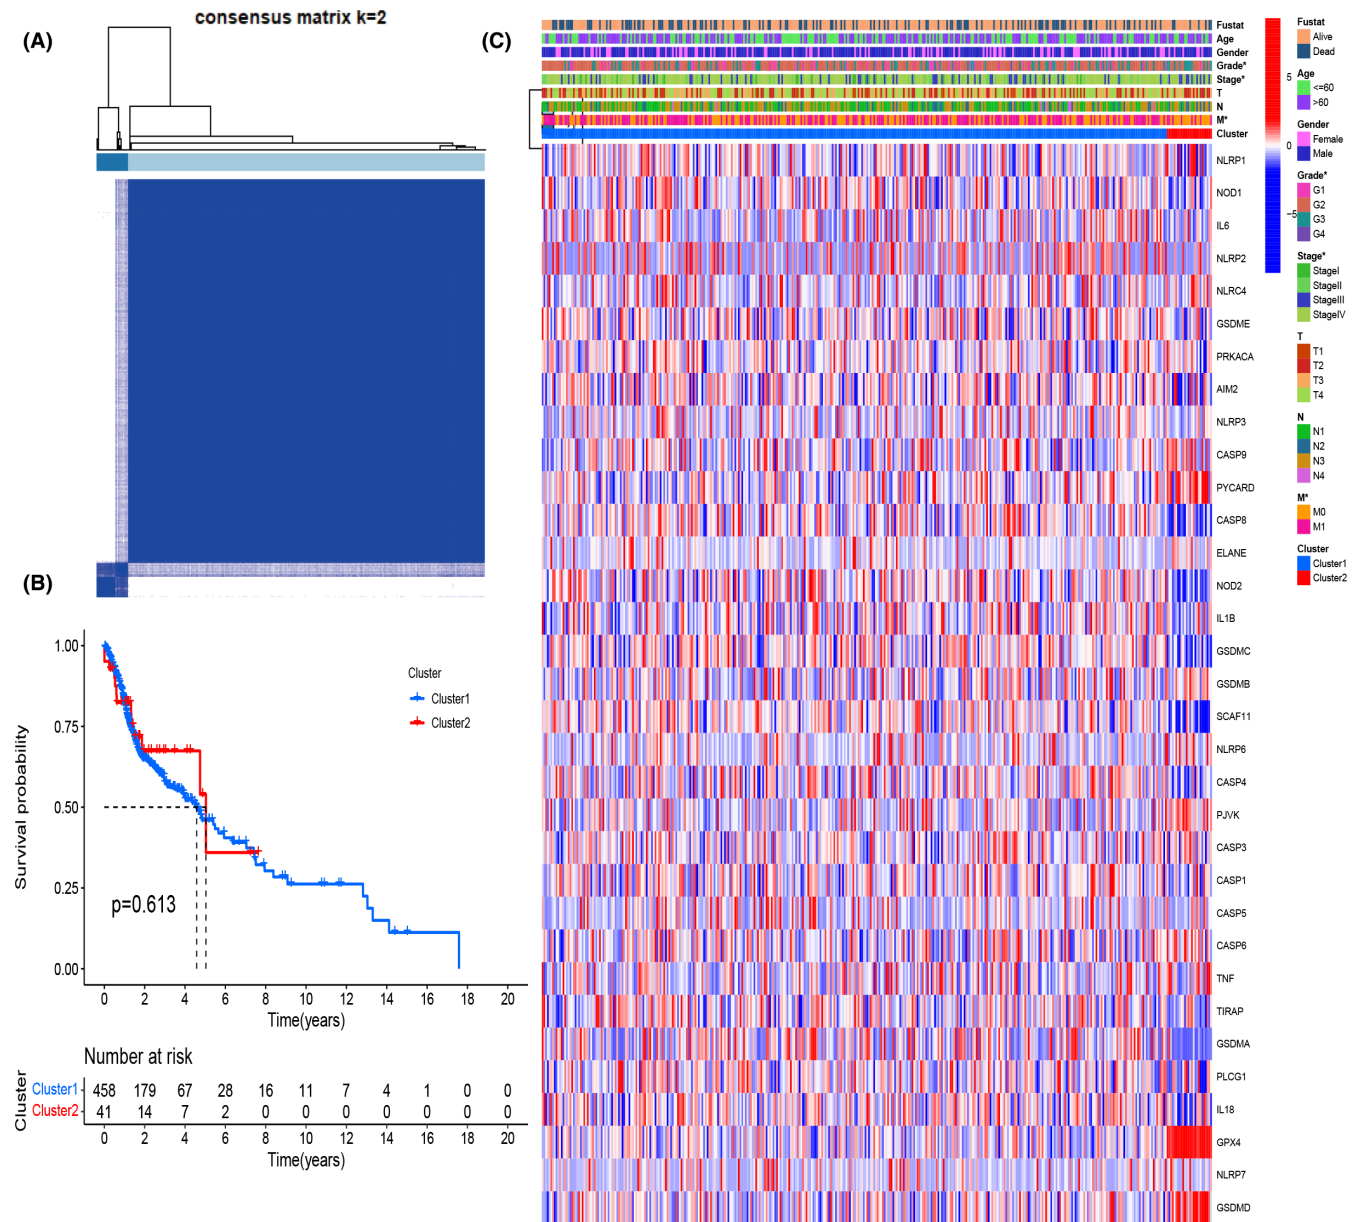 consensus matrix k=2
(A)
(B)
1.00
0.75
0.50
0.25
0.00
Survival probability
Cluster
Cluster1
Cluster2
p=0.613
0 2 4 6 8 10 12 14 16 18 20
Time(years)
Number at risk
Cluster
Cluster1 458 179 67 28 16 11 7 4 1 0 0
Cluster2 41 14 7 2 0 0 0 0 0 0 0
0 2 4 6 8 10 12 14 16 18 20
Time(years)
(C)
Fustat
Age
Gender
Grade*
Stage*
T
N
M*
Cluster
NLRP1
NOD1
IL6
NLRP2
NLRC4
GSDME
PRKACA
AIM2
NLRP3
CASP9
PYCARD
CASP8
ELANE
NOD2
IL1B
GSDMC
GSDMB
SCAF11
NLRP6
CASP4
PJVK
CASP3
CASP1
CASP5
CASP6
TNF
TIRAP
GSDMA
PLCG1
IL18
GPX4
NLRP7
GSDMD
5
0
−5
Fustat
Alive
Dead
Age
<=60
>60
Gender
Female
Male
Grade*
G1
G2
G3
G4
Stage*
StageI
StageII
StageIII
StageIV
T
T1
T2
T3
T4
N
N1
N2
N3
N4
M*
M0
M1
Cluster
Cluster1
Cluster2